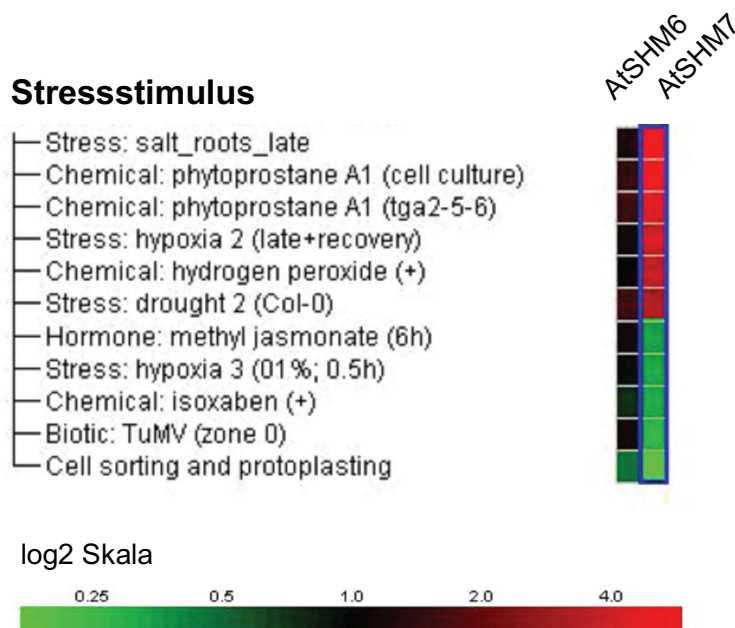 AtSHM6
AtSHM7
Stressstimulus
Stress: salt_roots_late
Chemical: phytoprostane A1 (cell culture)
Chemical: phytoprostane A1 (tga2-5-6)
Stress: hypoxia 2 (late+recovery)
Chemical: hydrogen peroxide (+)
Stress: drought 2 (Col-0)
Hormone: methyl jasmonate (6h)
Stress: hypoxia 3 (01%; 0.5h)
Chemical: isoxaben (+)
Biotic: TuMV (zone 0)
Cell sorting and protoplasting
log2 Skala
0.25 0.5 1.0 2.0 4.0